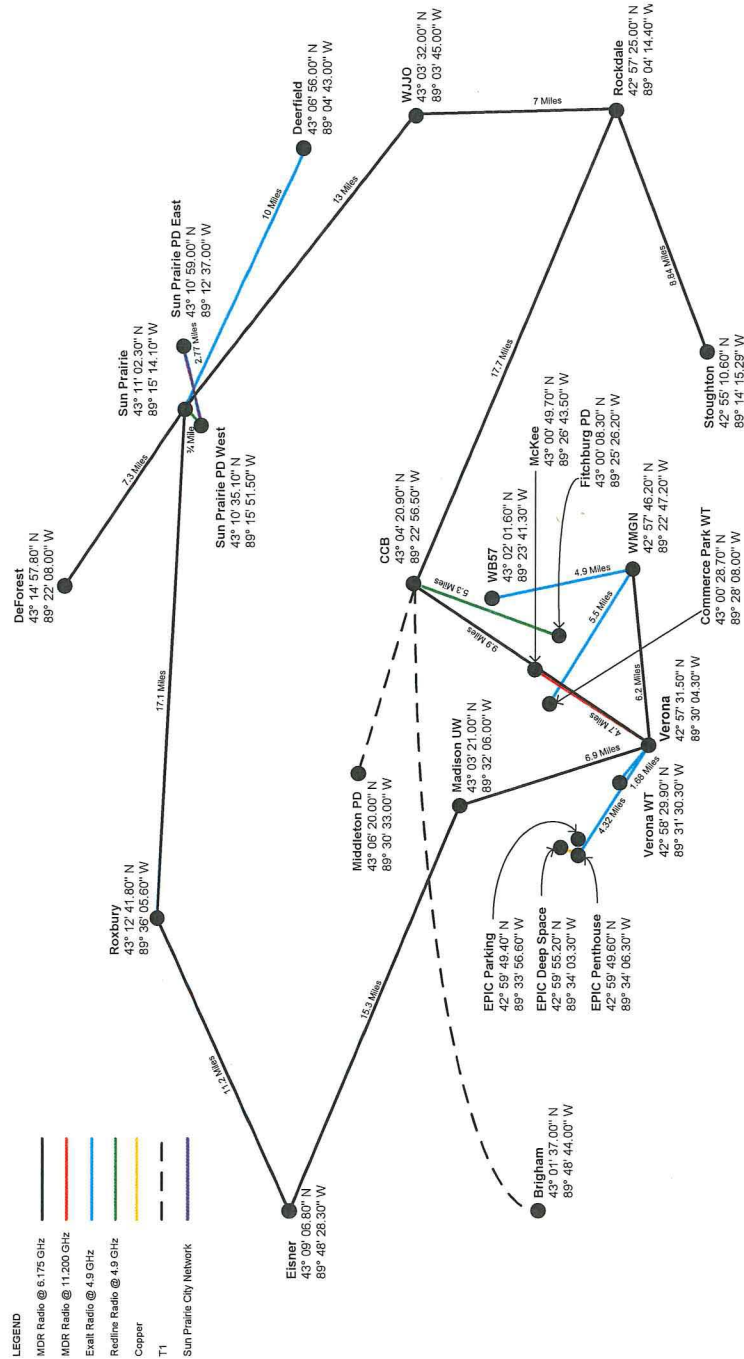 LEGEND
MDR Radio @ 6.175 GHz
MDR Radio @ 11.200 GHz
Exalt Radio @ 4.9 GHz
Redline Radio @ 4.9 GHz
Copper
T1
Sun Prairie City Network
DeForest
43° 14' 57.80" N
89° 22' 08.00" W
7.3 Miles
Sun Prairie
43° 11' 02.30" N
89° 15' 14.10" W
Sun Prairie PD East
43° 10' 59.00" N
89° 12' 37.00" W
2.77 Miles
¾ Mile
Sun Prairie PD West
43° 10' 35.10" N
89° 15' 51.50" W
10 Miles
Deerfield
43° 06' 56.00" N
89° 04' 43.00" W
13 Miles
WJJO
43° 03' 32.00" N
89° 03' 45.00" W
7 Miles
Rockdale
42° 57' 25.00" N
89° 04' 14.40" W
8.84 Miles
Stoughton
42° 55' 10.60" N
89° 14' 15.29" W
17.7 Miles
17.1 Miles
Roxbury
43° 12' 41.80" N
89° 36' 05.60" W
11.2 Miles
Eisner
43° 09' 06.80" N
89° 48' 28.30" W
15.3 Miles
Madison UW
43° 03' 21.00" N
89° 32' 06.00" W
6.9 Miles
Middleton PD
43° 06' 20.00" N
89° 30' 33.00" W
CCB
43° 04' 20.90" N
89° 22' 56.50" W
5.3 Miles
9.9 Miles
4.7 Miles
WB57
43° 02' 01.60" N
89° 23' 41.30" W
4.9 Miles
McKee
43° 00' 49.70" N
89° 26' 43.50" W
Fitchburg PD
43° 00' 08.30" N
89° 25' 26.20" W
5.5 Miles
WMGN
42° 57' 46.20" N
89° 22' 47.20" W
Commerce Park WT
43° 00' 28.70" N
89° 28' 08.00" W
6.2 Miles
Verona
42° 57' 31.50" N
89° 30' 04.30" W
1.68 Miles
4.32 Miles
Verona WT
42° 58' 29.90" N
89° 31' 30.30" W
EPIC Parking
42° 59' 49.40" N
89° 33' 56.60" W
EPIC Deep Space
42° 59' 55.20" N
89° 34' 03.30" W
EPIC Penthouse
42° 59' 49.60" N
89° 34' 06.30" W
Brigham
43° 01' 37.00" N
89° 48' 44.00" W